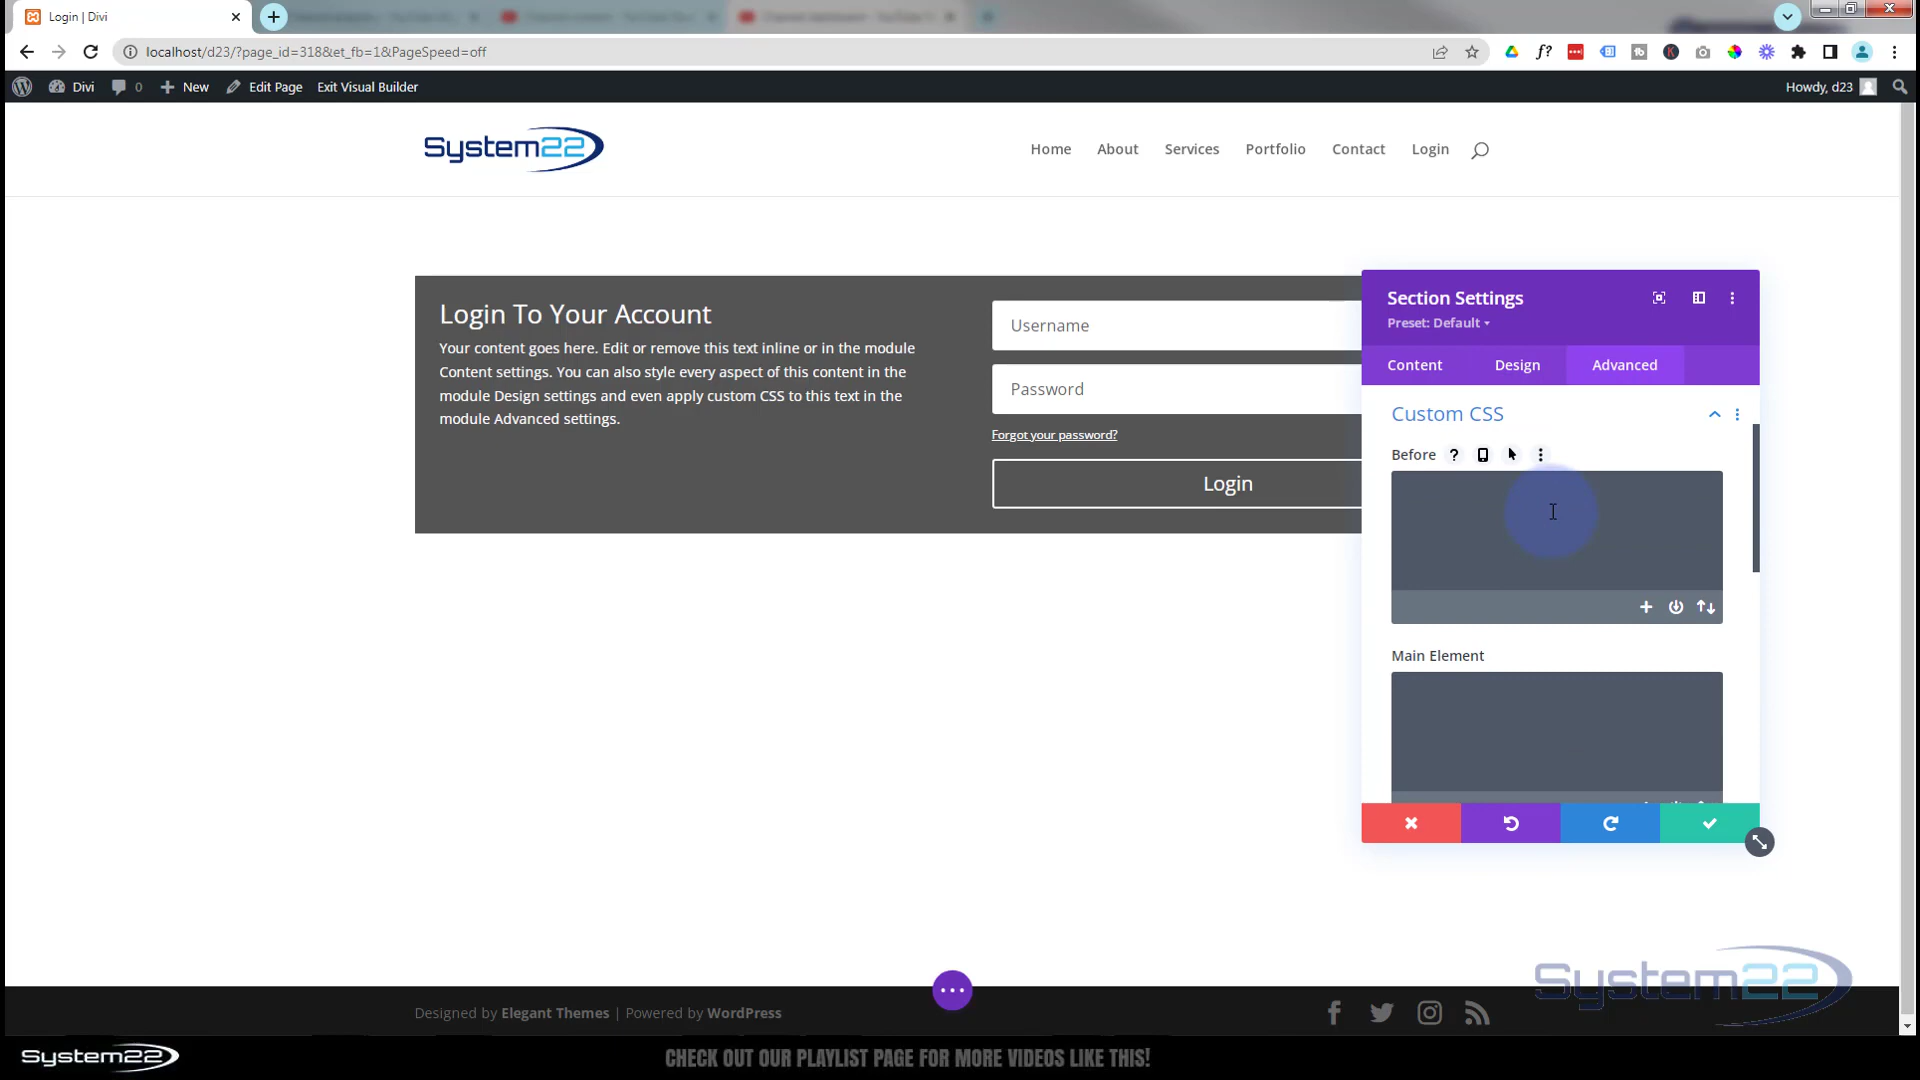 Login | Divi
localhost/d23/?page_id=318&et_fb=1&PageSpeed=off
Divi 0 New Edit Page Exit Visual Builder Howdy, d23
System22 Home About Services Portfolio Contact Login
Login To Your Account
Your content goes here. Edit or remove this text inline or in the module
Content settings. You can also style every aspect of this content in the
module Design settings and even apply custom CSS to this text in the
module Advanced settings.
Username
Password
Forgot your password?
Login
Section Settings
Preset: Default
Content Design Advanced
Custom CSS
Before ?
Main Element
System22
Designed by Elegant Themes | Powered by WordPress
System22
CHECK OUT OUR PLAYLIST PAGE FOR MORE VIDEOS LIKE THIS!